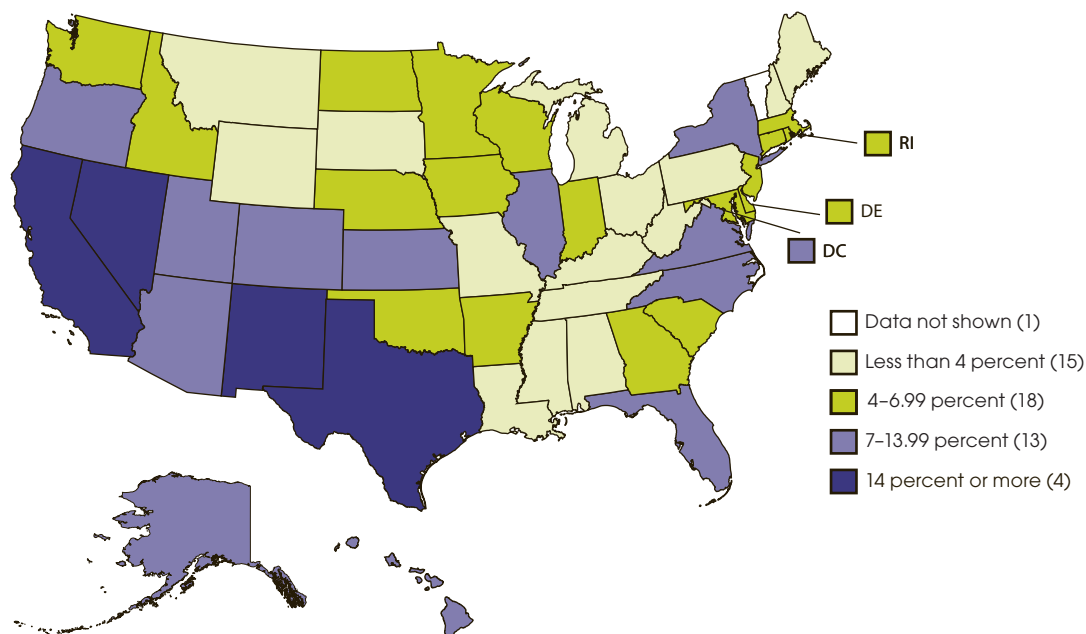 RI
DE
DC
Data not shown (1)
Less than 4 percent (15)
4–6.99 percent (18)
7–13.99 percent (13)
14 percent or more (4)